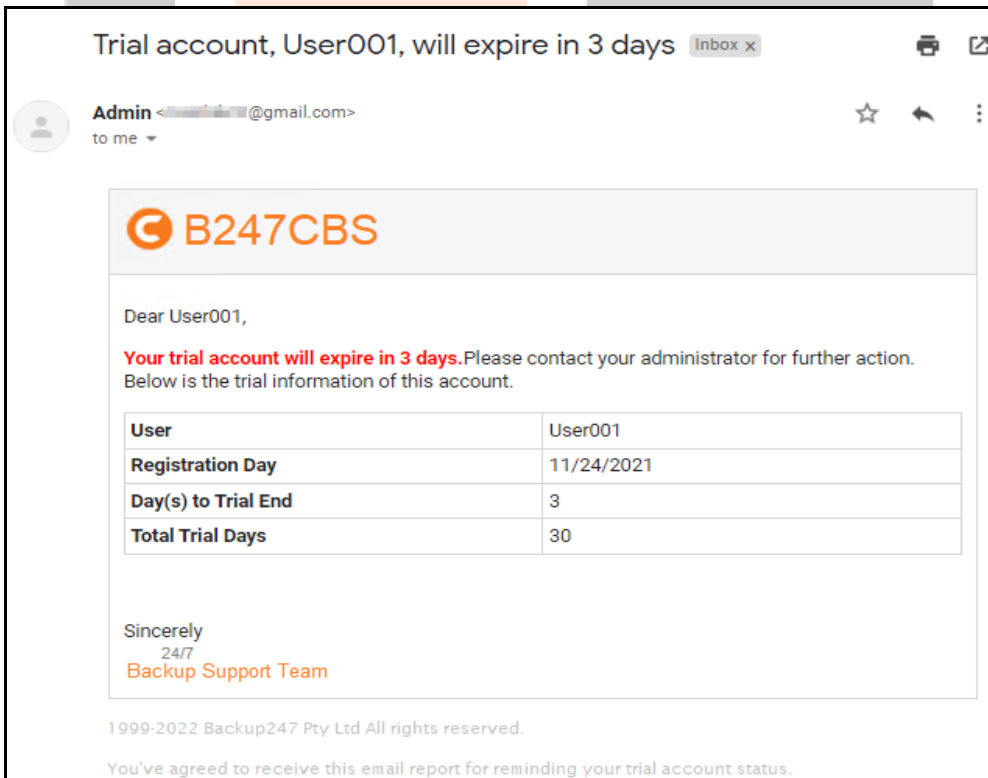 Trial account, User001, will expire in 3 days Inbox x
Admin < @gmail.com>
to me
B247CBS
Dear User001,
Your trial account will expire in 3 days.Please contact your administrator for further action.
Below is the trial information of this account.
User User001
Registration Day 11/24/2021
Day(s) to Trial End 3
Total Trial Days 30
Sincerely
24/7
Backup Support Team
1999-2022 Backup247 Pty Ltd All rights reserved.
You've agreed to receive this email report for reminding your trial account status.